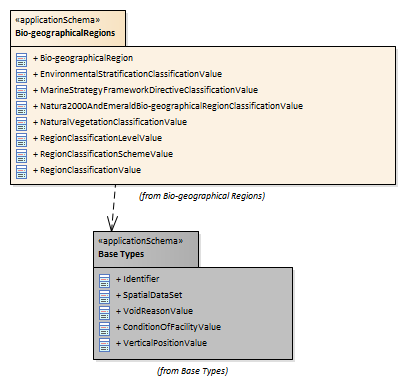 «applicationSchema»
Bio-geographicalRegions
+ Bio-geographicalRegion
+ EnvironmentalStratificationClassificationValue
+ MarineStrategyFrameworkDirectiveClassificationValue
+ Natura2000AndEmeraldBio-geographicalRegionClassificationValue
+ NaturalVegetationClassificationValue
+ RegionClassificationLevelValue
+ RegionClassificationSchemeValue
+ RegionClassificationValue
(from Bio-geographical Regions)
«applicationSchema»
Base Types
+ Identifier
+ SpatialDataSet
+ VoidReasonValue
+ ConditionOfFacilityValue
+ VerticalPositionValue
(from Base Types)